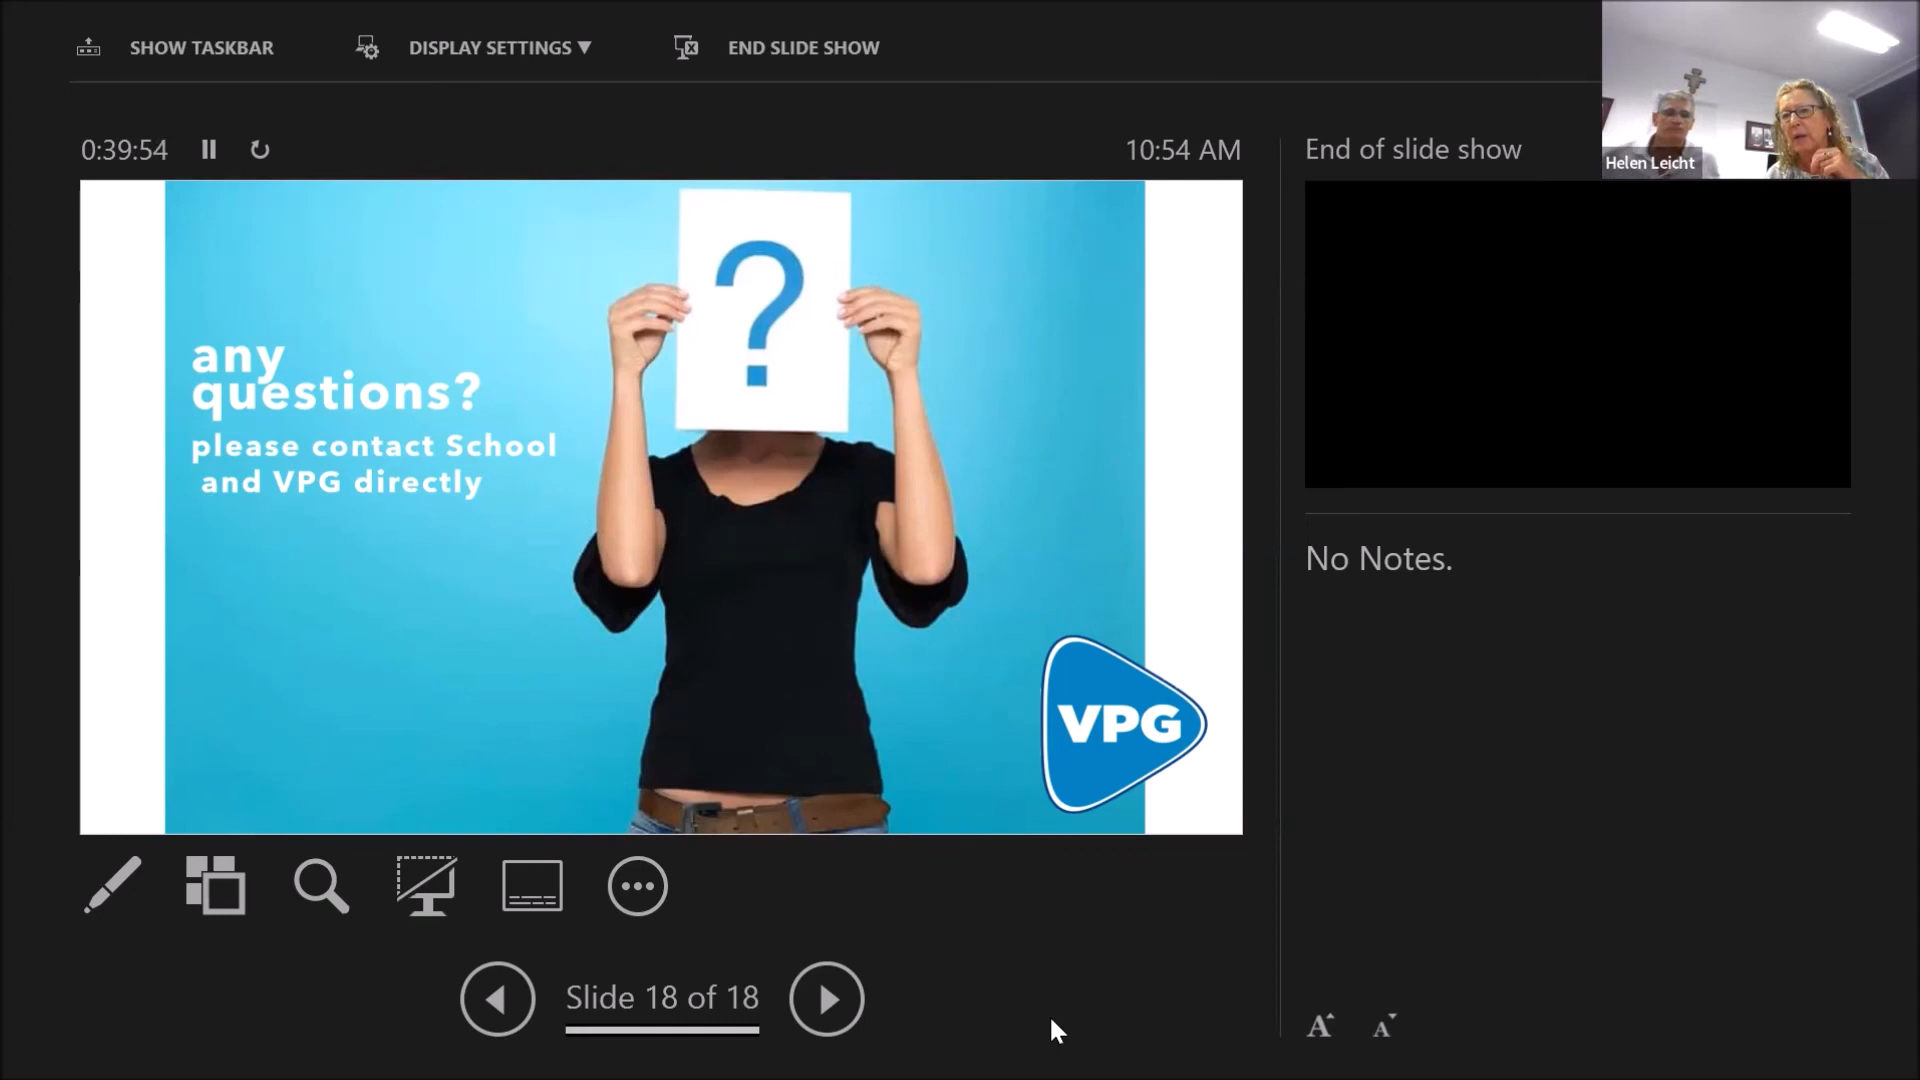 SHOW TASKBAR
DISPLAY SETTINGS ▼
END SLIDE SHOW
0:39:54
10:54 AM
End of slide show
Helen Leicht
?
any
questions?
please contact School
and VPG directly
VPG
No Notes.
Slide 18 of 18
A
A